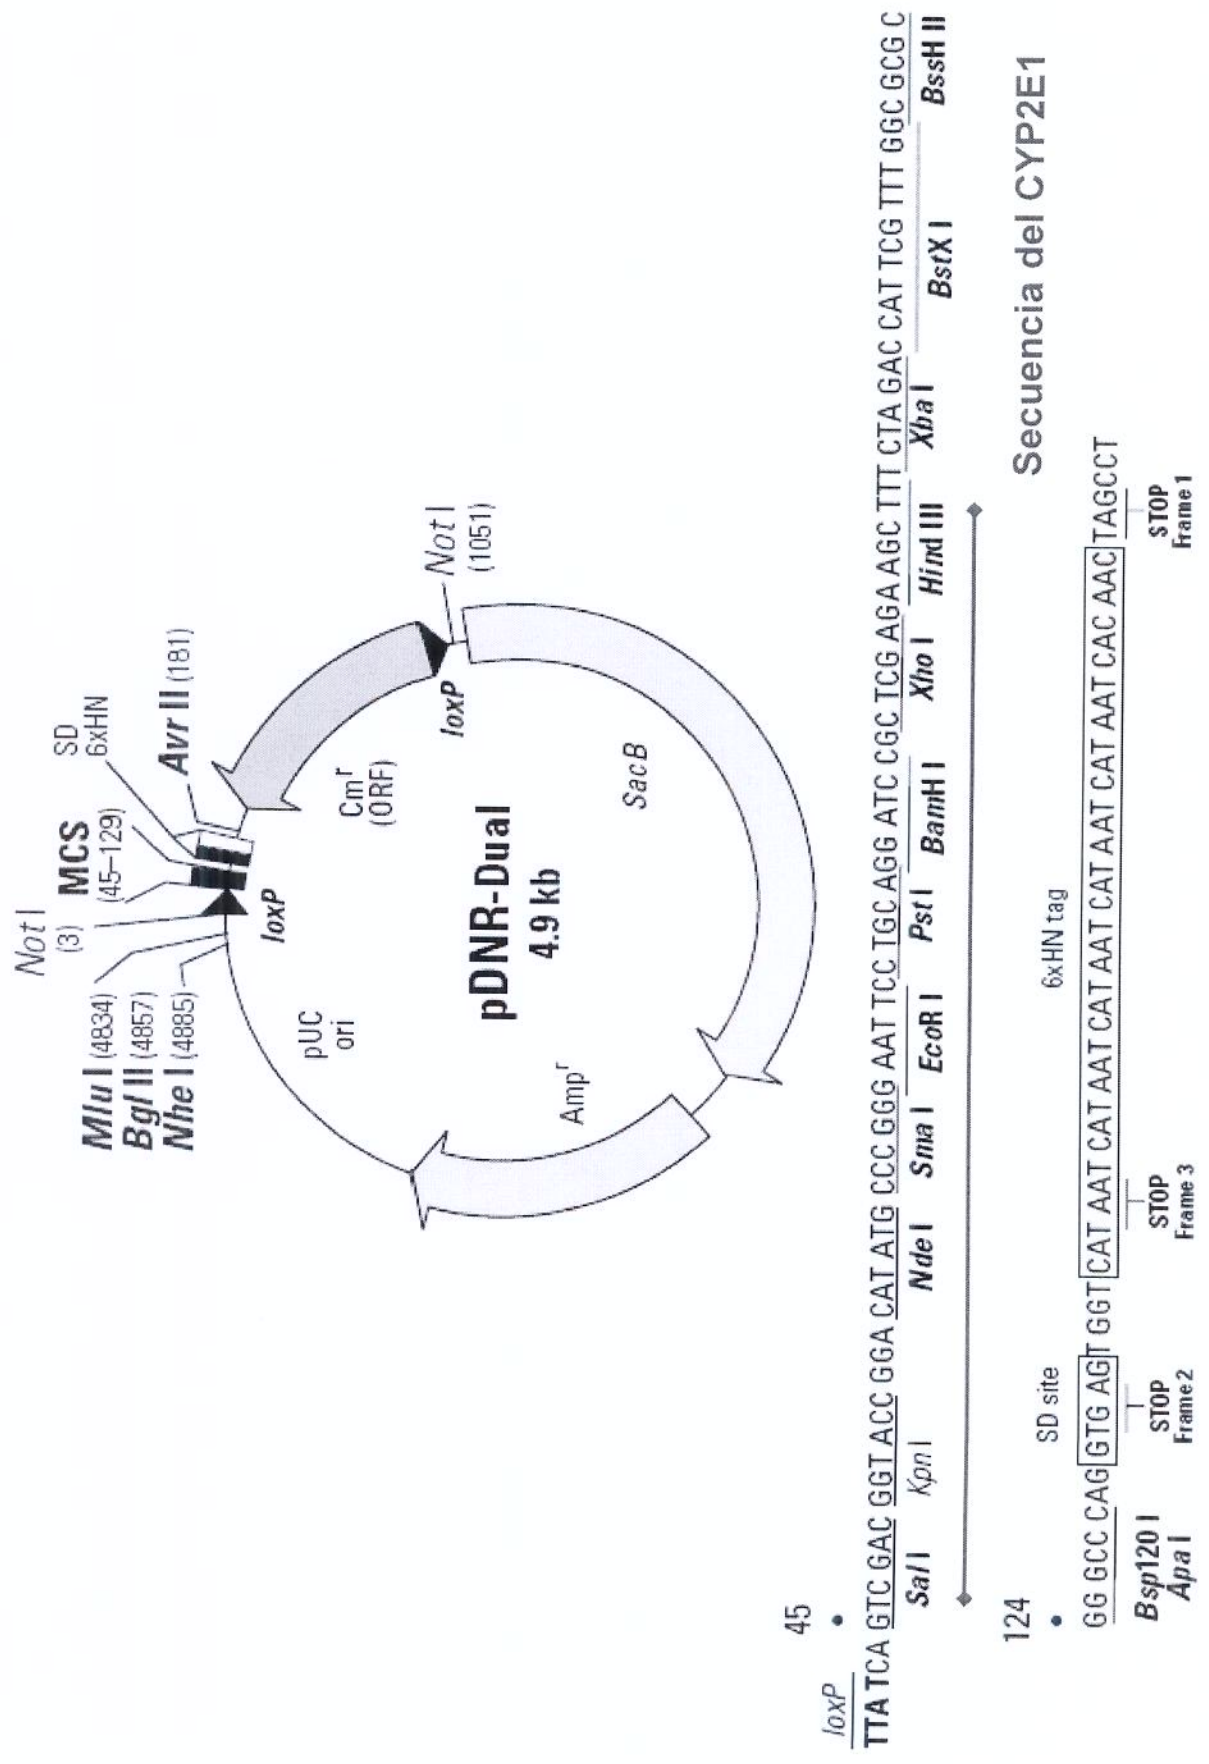 Not I
(3)
MCS
(45–129)
SD
6xHN
Avr II (181)
Mlu I (4834)
Bgl II (4857)
Nhe I (4885)
loxP
pUC
ori
Cmr
(ORF)
loxP
Not I
(1051)
pDNR-Dual
4.9 kb
Ampr
SacB
45
loxP
TTA TCA GTC GAC GGT ACC GGA CAT ATG CCC GGG AAT TCC TGC AGG ATC CGC TCG AGA AGC TTT CTA GAC CAT TCG TTT GGC GCG C
Sal I Kpn I Nde I Sma I EcoR I Pst I BamH I Xho I Hind III Xba I BstX I BssH II
Secuencia del CYP2E1
124
SD site 6xHN tag
GG GCC CAG GTG AGT GGT CAT AAT CAT AAT CAT AAT CAT AAT CAT AAT CAC AAC TAGCCT
Bsp120 I
Apa I
STOP
Frame 2
STOP
Frame 3
STOP
Frame 1